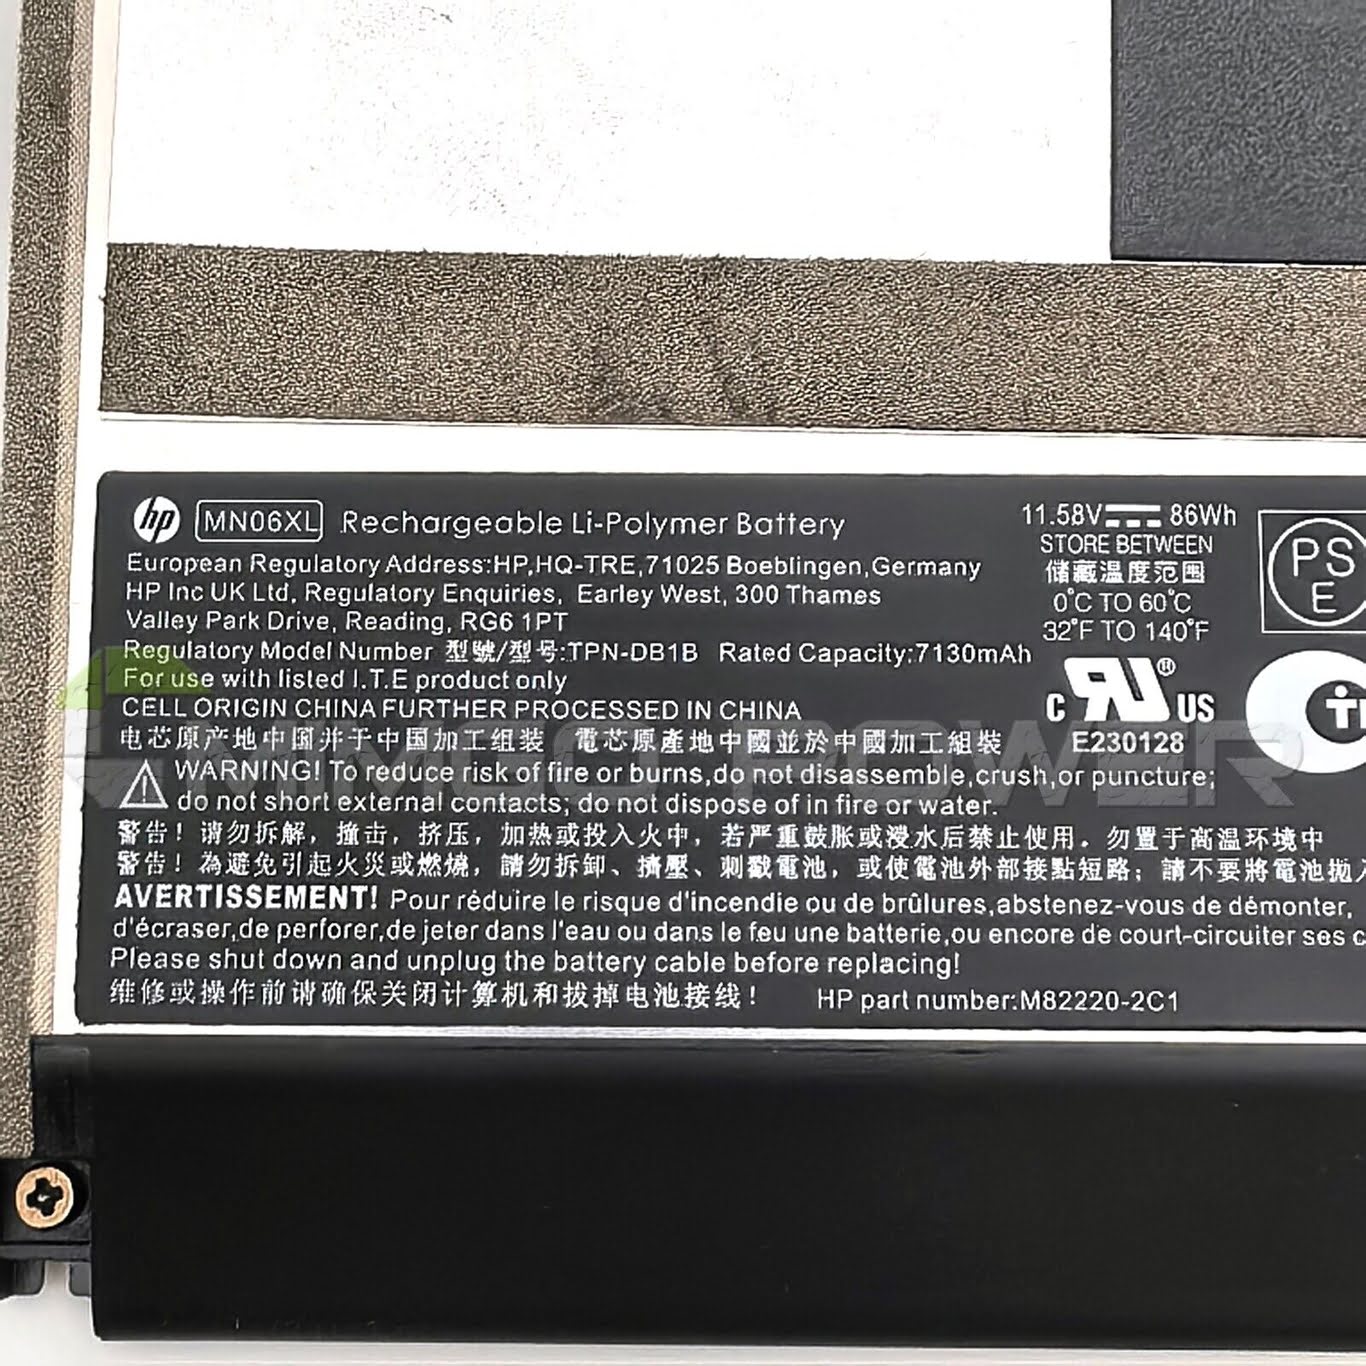 hp MN06XL Rechargeable Li-Polymer Battery
11.58V 86Wh
European Regulatory Address:HP,HQ-TRE,71025 Boeblingen,Germany
STORE BETWEEN
HP Inc UK Ltd, Regulatory Enquiries, Earley West, 300 Thames
储藏温度范围
0°C TO 60°C
Valley Park Drive, Reading, RG6 1PT
32°F TO 140°F
PS
E
Regulatory Model Number 型號/型号:TPN-DB1B Rated Capacity:7130mAh
For use with listed I.T.E product only
CELL ORIGIN CHINA FURTHER PROCESSED IN CHINA
C RU ® US
E230128
电芯原产地中国并于中国加工组装 電芯原產地中國並於中國加工組裝
WARNING! To reduce risk of fire or burns,do not disassemble,crush,or puncture;
do not short external contacts; do not dispose of in fire or water.
警告！请勿拆解，撞击，挤压，加热或投入火中，若严重鼓胀或浸水后禁止使用。勿置于高温环境中
警告！為避免引起火災或燃燒，請勿拆卸、擠壓、刺戳電池，或使電池外部接點短路；請不要將電池拋入
AVERTISSEMENT! Pour réduire le risque d'incendie ou de brûlures,abstenez-vous de démonter,
d'écraser,de perforer,de jeter dans l'eau ou dans le feu une batterie,ou encore de court-circuiter ses c
Please shut down and unplug the battery cable before replacing!
维修或操作前请确保关闭计算机和拔掉电池接线！ HP part number:M82220-2C1